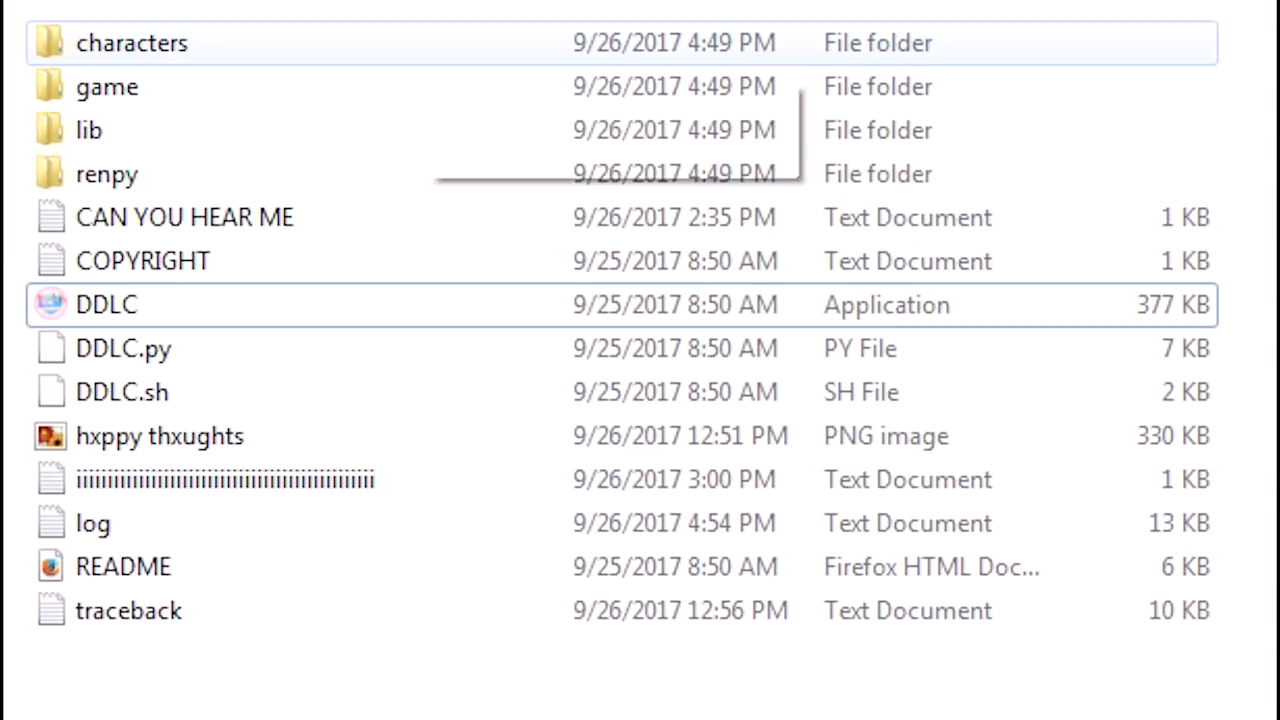 characters 9/26/2017 4:49 PM File folder
game 9/26/2017 4:49 PM File folder
lib 9/26/2017 4:49 PM File folder
renpy 9/26/2017 4:49 PM File folder
CAN YOU HEAR ME 9/26/2017 2:35 PM Text Document 1 KB
COPYRIGHT 9/25/2017 8:50 AM Text Document 1 KB
DDLC 9/25/2017 8:50 AM Application 377 KB
DDLC.py 9/25/2017 8:50 AM PY File 7 KB
DDLC.sh 9/25/2017 8:50 AM SH File 2 KB
hxppy thxughts 9/26/2017 12:51 PM PNG image 330 KB
9/26/2017 3:00 PM Text Document 1 KB
log 9/26/2017 4:54 PM Text Document 13 KB
README 9/25/2017 8:50 AM Firefox HTML Doc... 6 KB
traceback 9/26/2017 12:56 PM Text Document 10 KB